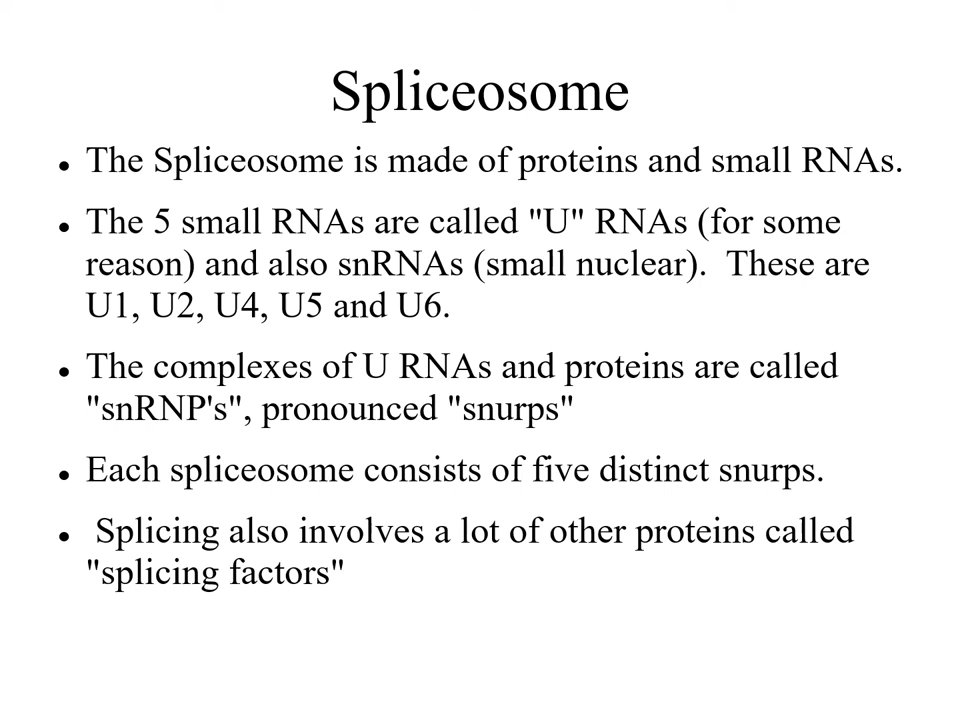 Spliceosome
The Spliceosome is made of proteins and small RNAs.
The 5 small RNAs are called "U" RNAs (for some
reason) and also snRNAs (small nuclear).  These are
U1, U2, U4, U5 and U6.
The complexes of U RNAs and proteins are called
"snRNP's", pronounced "snurps"
Each spliceosome consists of five distinct snurps.
Splicing also involves a lot of other proteins called
"splicing factors"